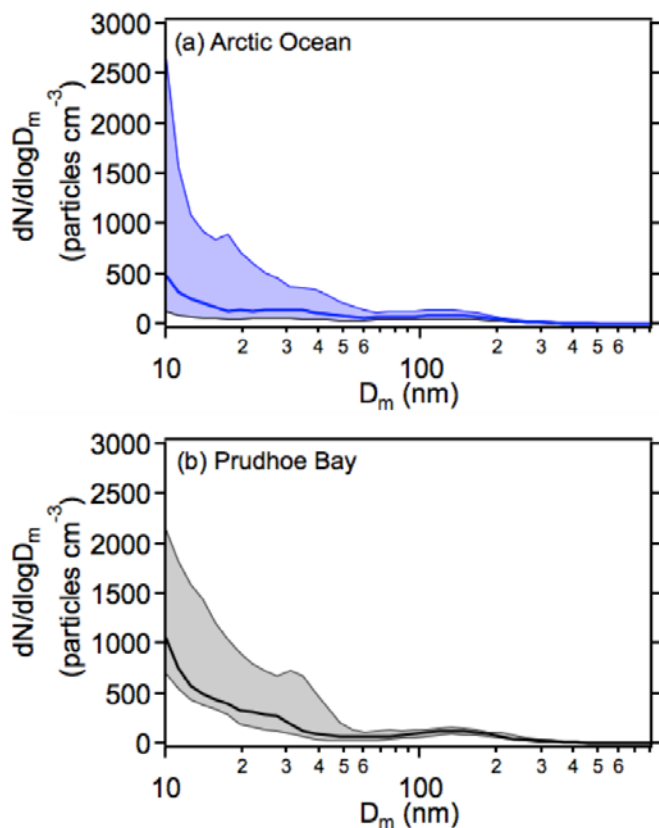 (a) Arctic Ocean
dN/dlogDm
(particles cm⁻³)
3000
2500
2000
1500
1000
500
0
2 3 4 5 6 2 3 4 5 6
10 100
Dm (nm)
(b) Prudhoe Bay
dN/dlogDm
(particles cm⁻³)
3000
2500
2000
1500
1000
500
0
2 3 4 5 6 2 3 4 5 6
10 100
Dm (nm)